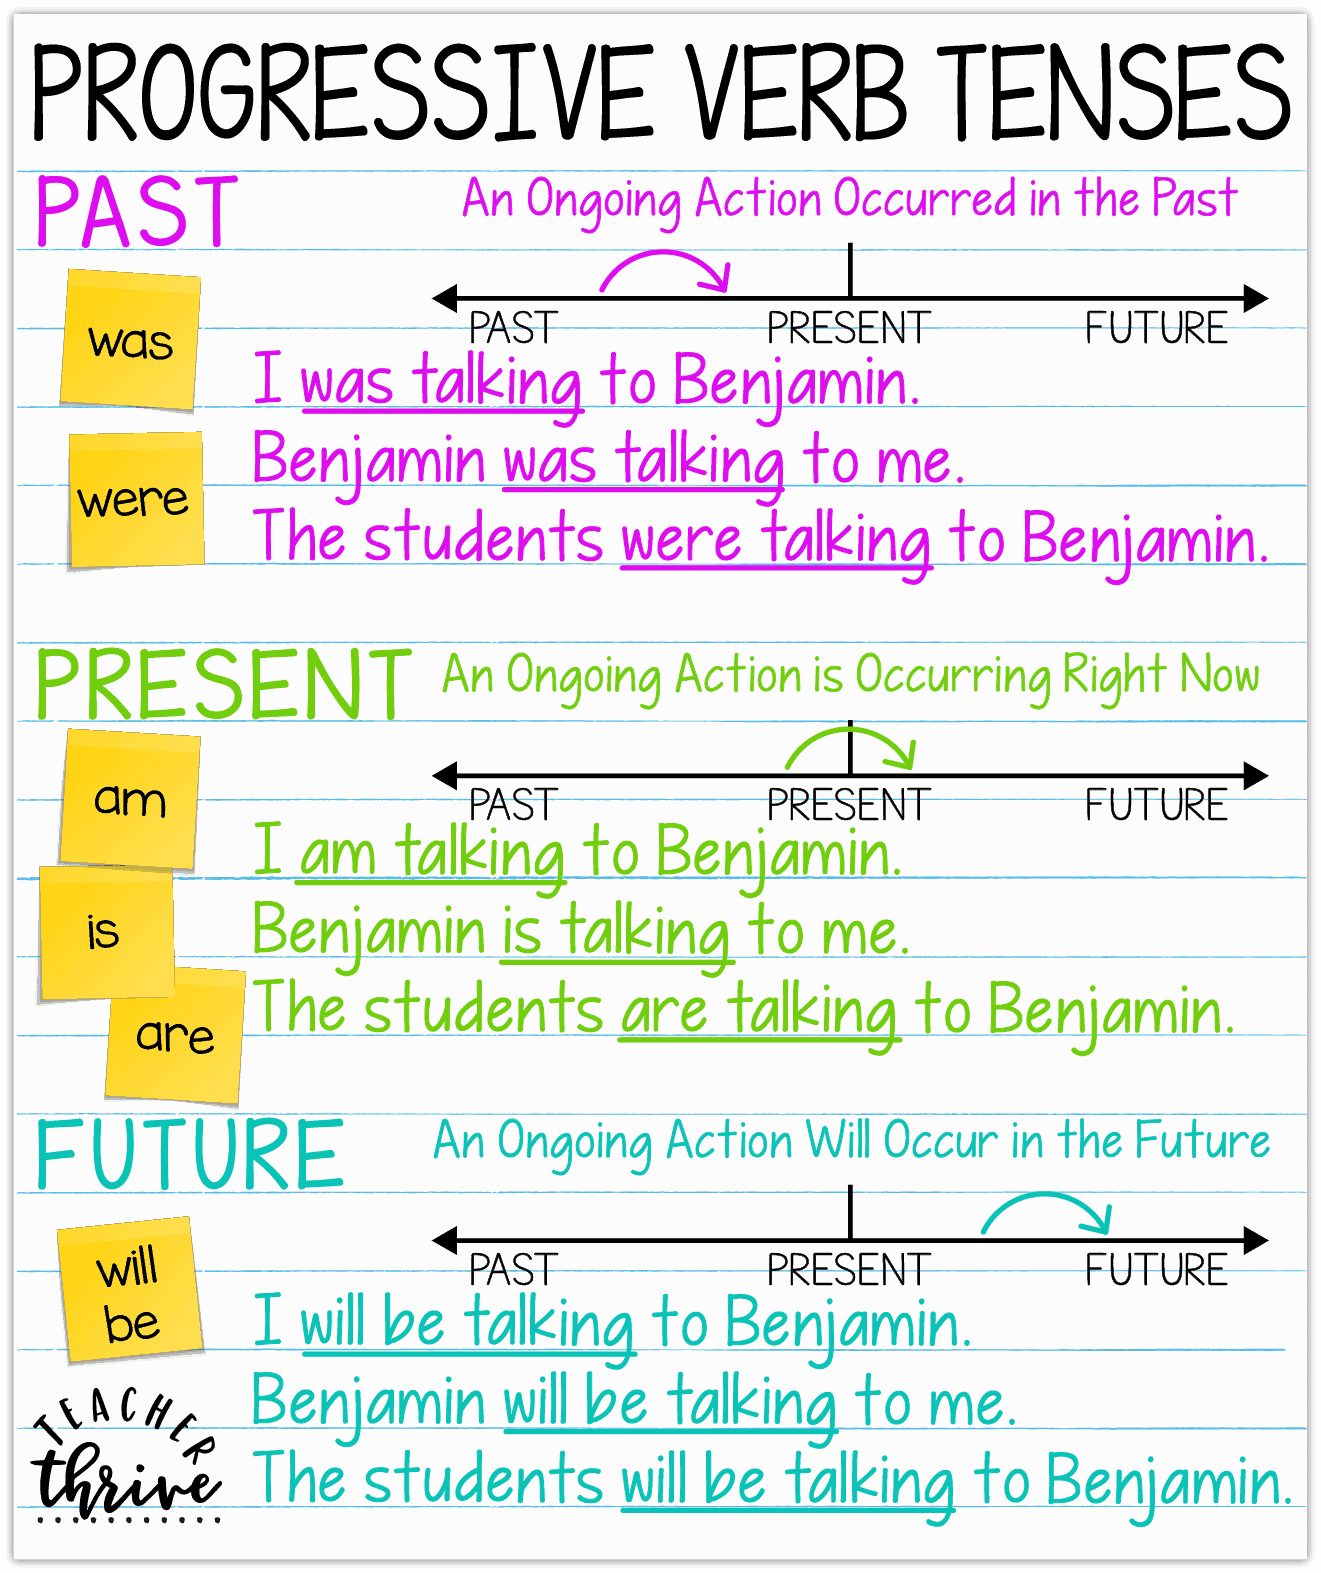 PROGRESSIVE VERB TENSES
PAST
An Ongoing Action Occurred in the Past
PAST PRESENT FUTURE
was
I was talking to Benjamin.
Benjamin was talking to me.
were
The students were talking to Benjamin.
PRESENT
An Ongoing Action is Occurring Right Now
PAST PRESENT FUTURE
am
I am talking to Benjamin.
is
Benjamin is talking to me.
are
The students are talking to Benjamin.
FUTURE
An Ongoing Action Will Occur in the Future
PAST PRESENT FUTURE
will
be
I will be talking to Benjamin.
Benjamin will be talking to me.
The students will be talking to Benjamin.
TEACHER
thrive